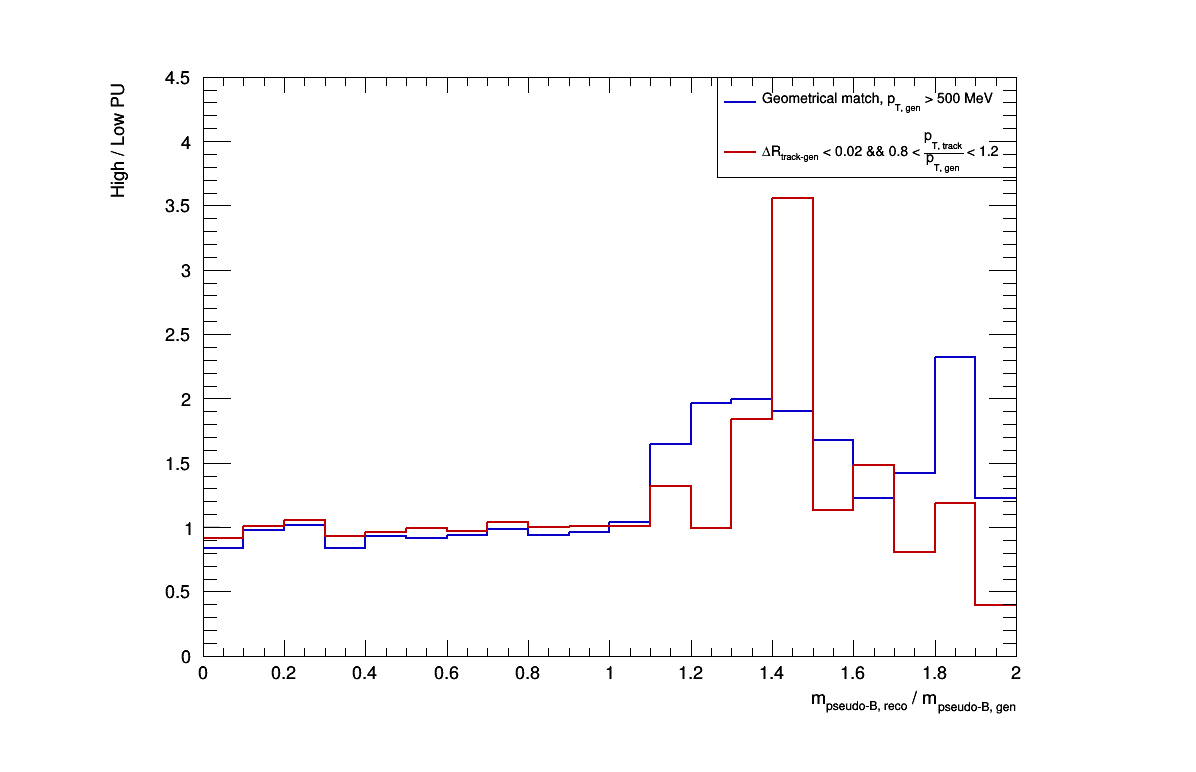 High / Low PU
4.5
4
3.5
3
2.5
2
1.5
1
0.5
0
Geometrical match, p_T, gen > 500 MeV
ΔR_track-gen < 0.02 && 0.8 < p_T, track / p_T, gen < 1.2
0 0.2 0.4 0.6 0.8 1 1.2 1.4 1.6 1.8 2
m_pseudo-B, reco / m_pseudo-B, gen